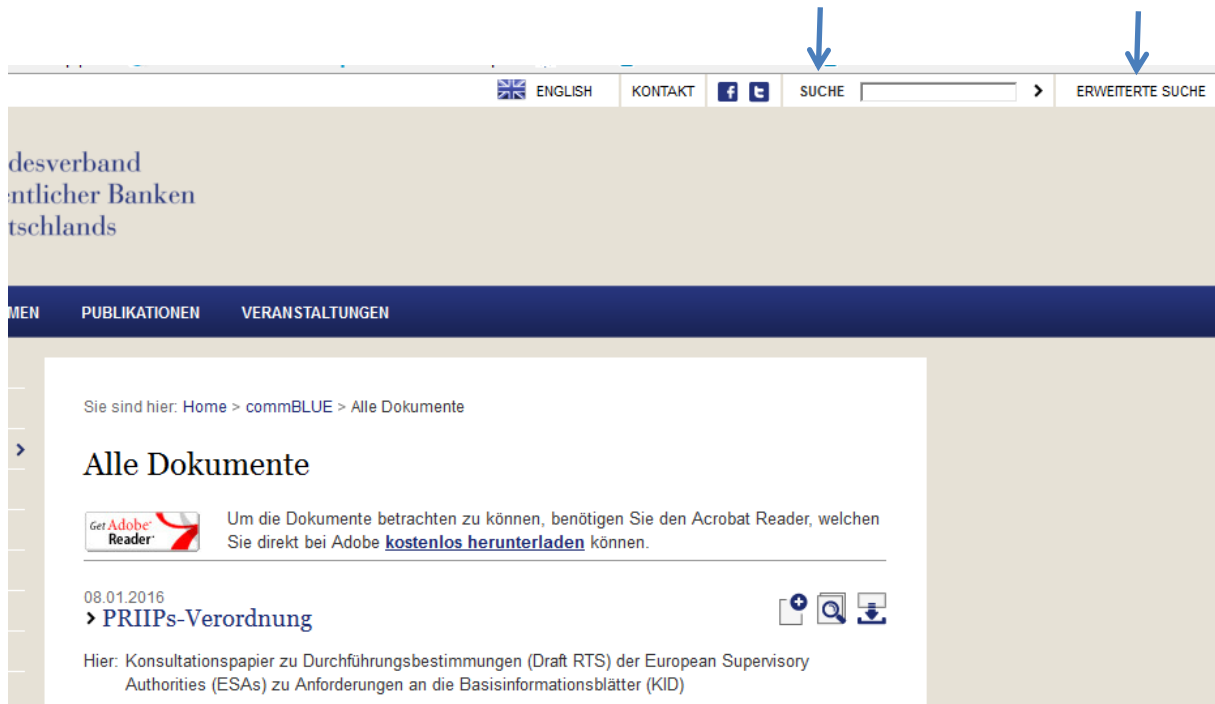 ENGLISH KONTAKT SUCHE > ERWEITERTE SUCHE
desverband
entlicher Banken
tschlands
MEN PUBLIKATIONEN VERANSTALTUNGEN
Sie sind hier: Home > commBLUE > Alle Dokumente
Alle Dokumente
Get Adobe®
Reader®
Um die Dokumente betrachten zu können, benötigen Sie den Acrobat Reader, welchen
Sie direkt bei Adobe kostenlos herunterladen können.
08.01.2016
> PRIIPs-Verordnung
Hier: Konsultationspapier zu Durchführungsbestimmungen (Draft RTS) der European Supervisory
Authorities (ESAs) zu Anforderungen an die Basisinformationsblätter (KID)